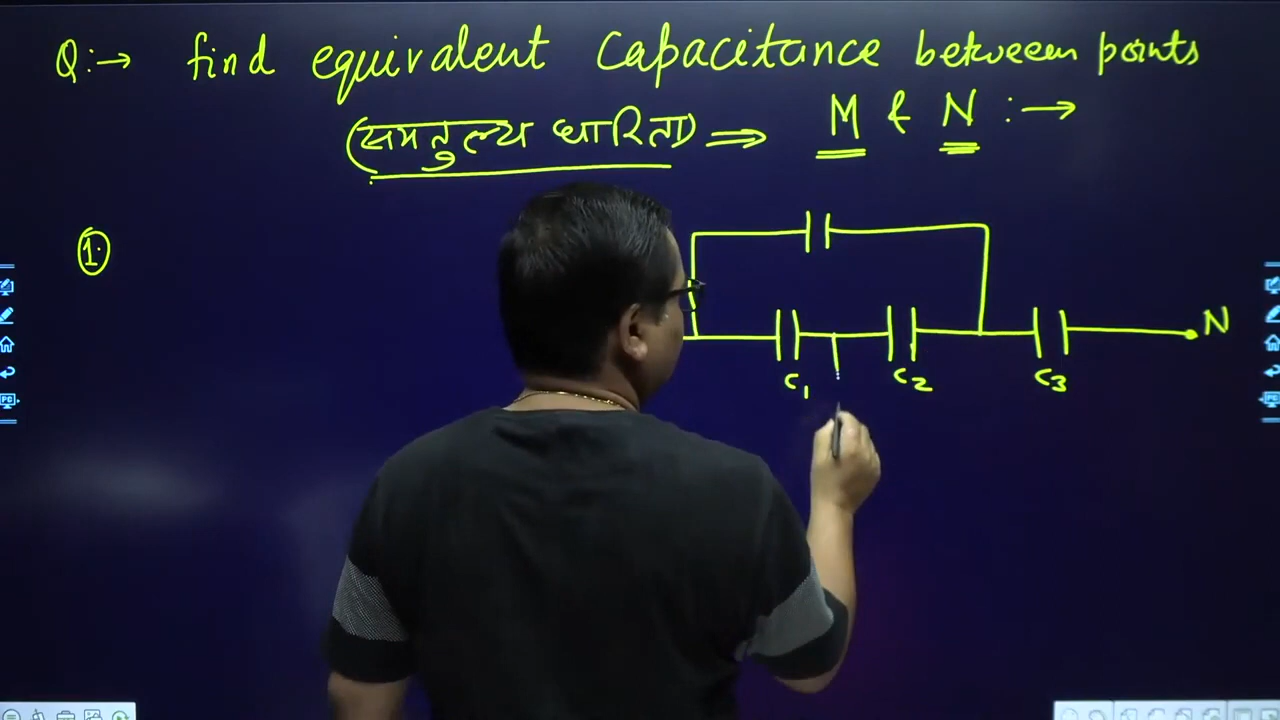 Q:→ find equivalent capacitance between points
(समतुल्य धारिता) ⇒ M & N :→
1.
N
C1 C2 C3